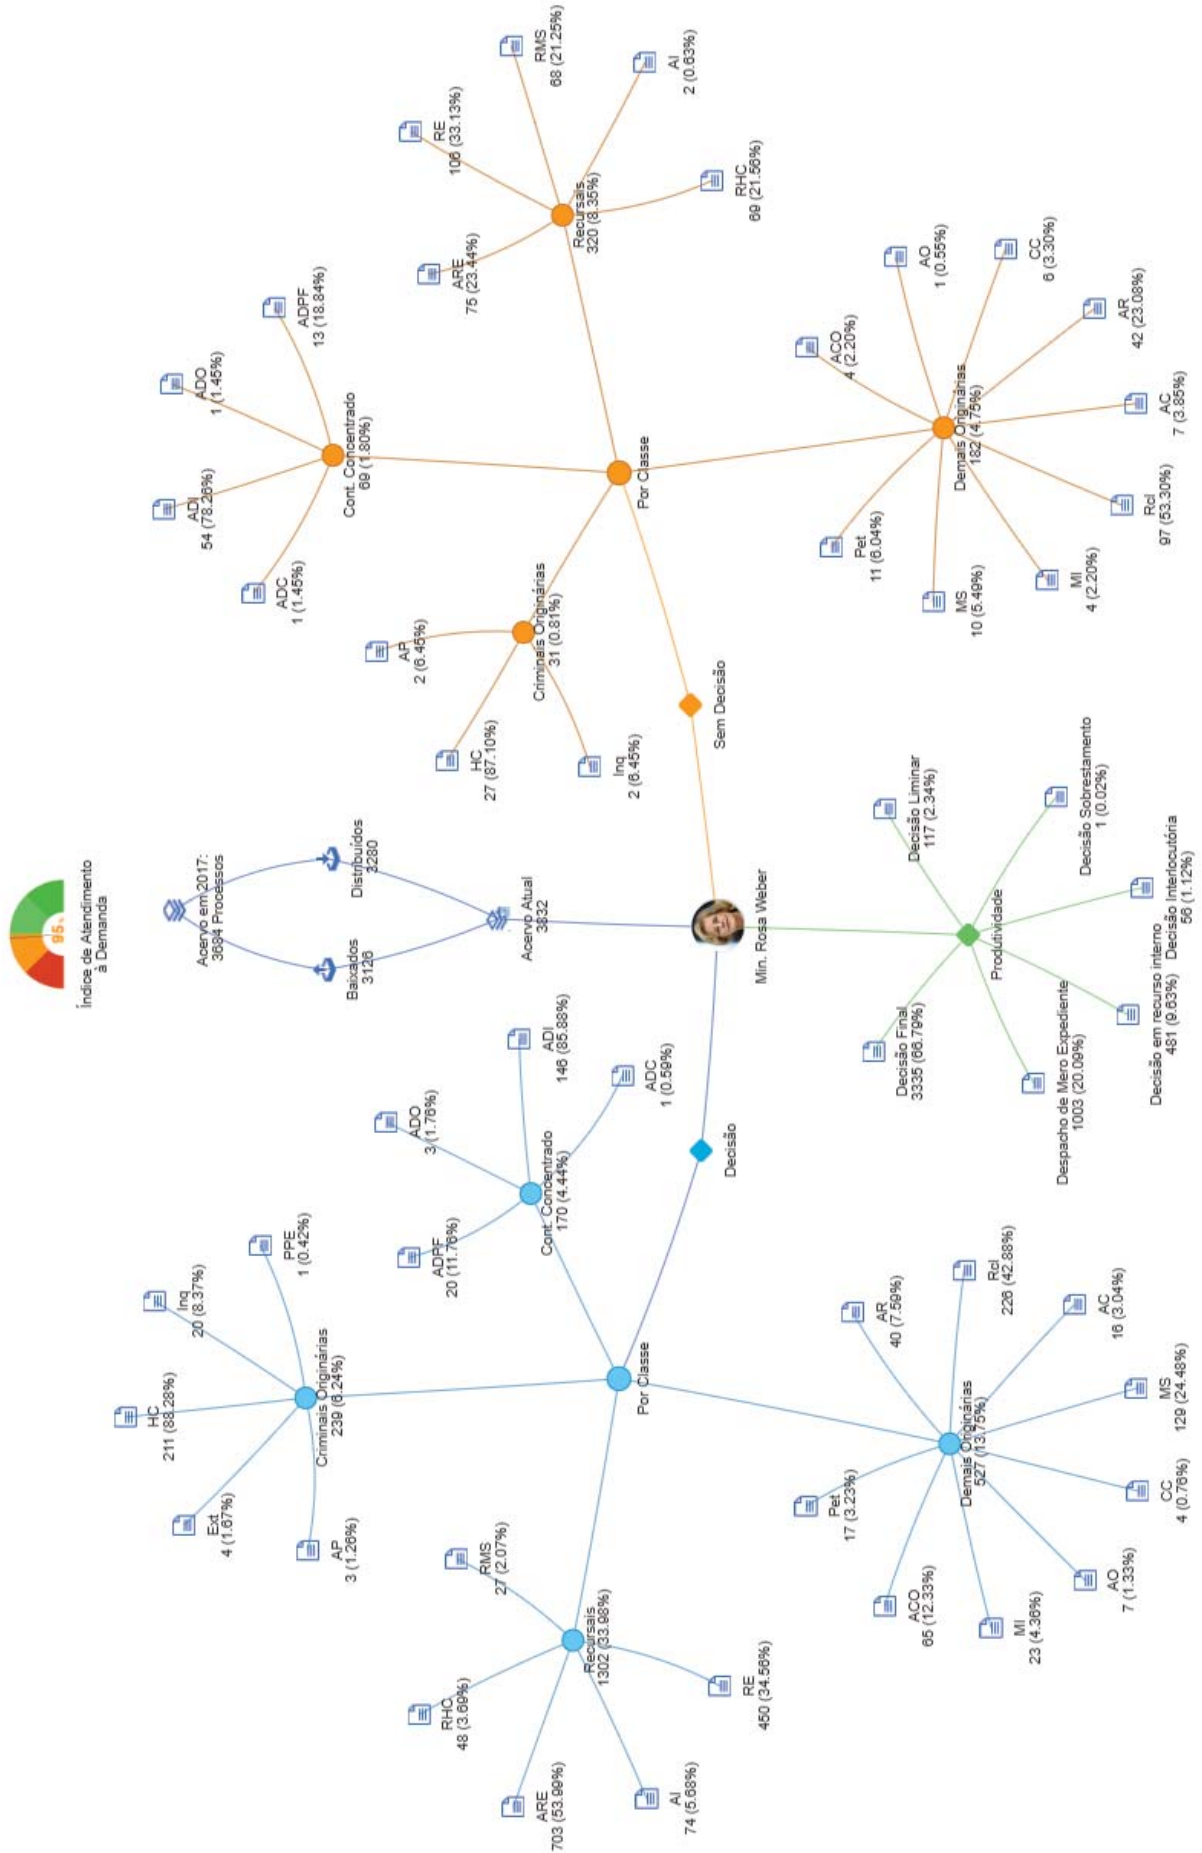 Índice de Atendimento
à Demanda
95
Acervo em 2017:
3684 Processos
Baixados
3126
Distribuídos
3280
Acervo Atual
3832
Min. Rosa Weber
Decisão
Por Classe
Criminais Originárias
239 (6.24%)
AP
3 (1.26%)
Ext
4 (1.67%)
HC
211 (88.28%)
Inq
20 (8.37%)
PPE
1 (0.42%)
Cont. Concentrado
170 (4.44%)
ADPF
20 (11.76%)
ADO
3 (1.76%)
ADI
146 (85.88%)
ADC
1 (0.59%)
Recursais
1302 (33.98%)
RMS
27 (2.07%)
RHC
48 (3.69%)
ARE
703 (53.99%)
AI
74 (5.68%)
RE
450 (34.56%)
Demais Originárias
527 (13.75%)
Pet
17 (3.23%)
ACO
65 (12.33%)
MI
23 (4.36%)
AO
7 (1.33%)
CC
4 (0.76%)
MS
129 (24.48%)
AC
16 (3.04%)
Rcl
226 (42.88%)
AR
40 (7.59%)
Produtividade
Decisão Final
3335 (66.79%)
Despacho de Mero Expediente
1003 (20.09%)
Decisão em recurso interno
481 (9.63%)
Decisão Interlocutória
56 (1.12%)
Decisão Sobrestamento
1 (0.02%)
Decisão Liminar
117 (2.34%)
Sem Decisão
Por Classe
Criminais Originárias
31 (0.81%)
HC
27 (87.10%)
AP
2 (6.45%)
Inq
2 (6.45%)
Cont. Concentrado
69 (1.80%)
ADC
1 (1.45%)
ADI
54 (78.26%)
ADO
1 (1.45%)
ADPF
13 (18.84%)
Recursais
320 (8.35%)
ARE
75 (23.44%)
RE
106 (33.13%)
RMS
68 (21.25%)
AI
2 (0.63%)
RHC
69 (21.56%)
Demais Originárias
182 (4.75%)
Pet
11 (6.04%)
MS
10 (5.49%)
MI
4 (2.20%)
Rcl
97 (53.30%)
AC
7 (3.85%)
AR
42 (23.08%)
CC
6 (3.30%)
AO
1 (0.55%)
ACO
4 (2.20%)